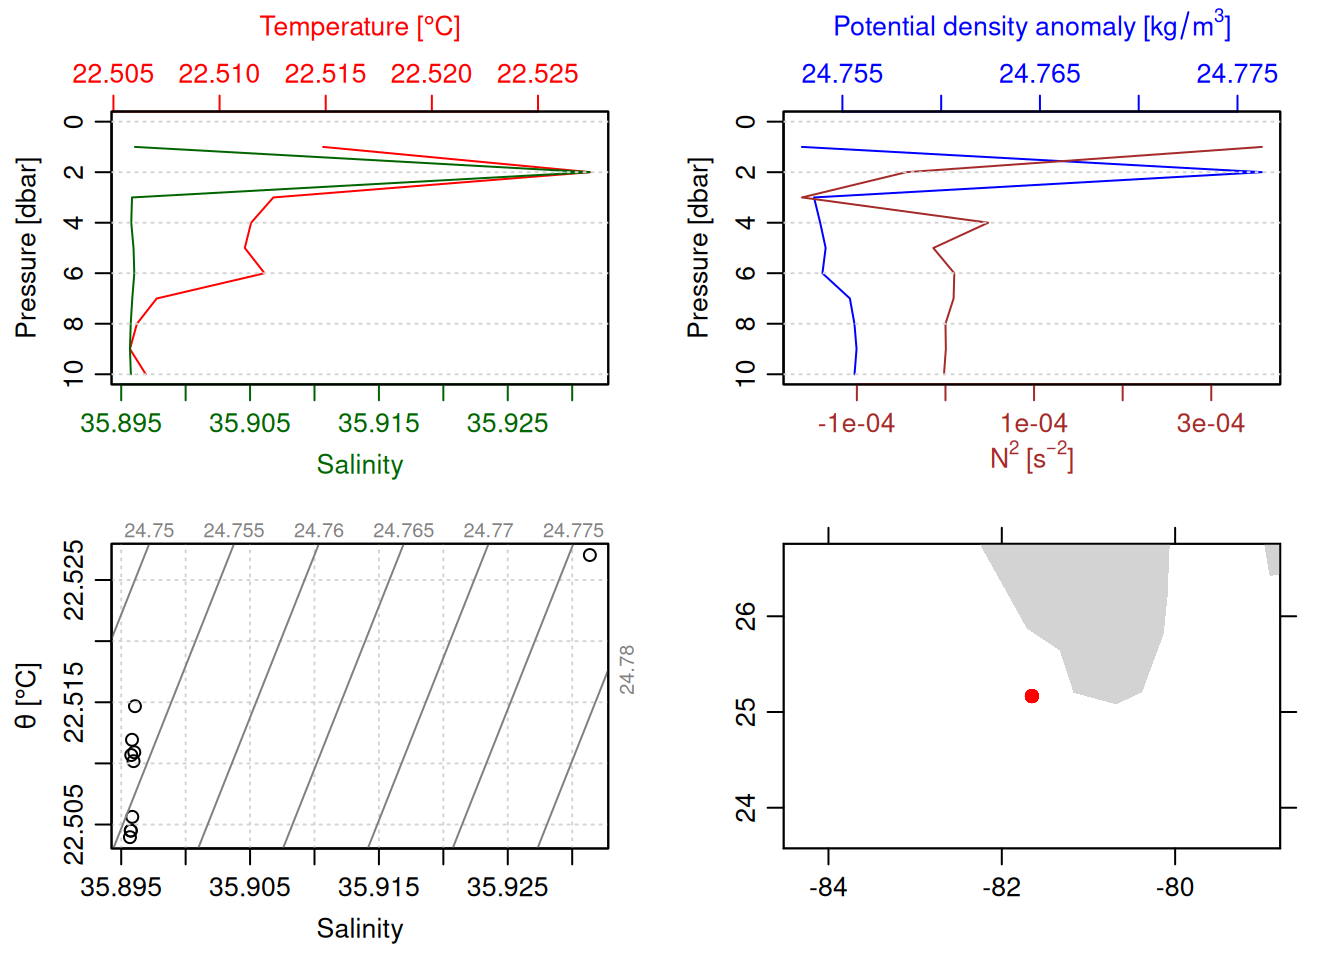 Temperature [°C]
22.505 22.510 22.515 22.520 22.525
Pressure [dbar]
0
2
4
6
8
10
35.895 35.905 35.915 35.925
Salinity
Potential density anomaly [kg/m³]
24.755 24.765 24.775
Pressure [dbar]
0
2
4
6
8
10
-1e-04 1e-04 3e-04
N² [s⁻²]
24.75 24.755 24.76 24.765 24.77 24.775
24.78
θ [°C]
22.525
22.515
22.505
35.895 35.905 35.915 35.925
Salinity
26
25
24
-84 -82 -80